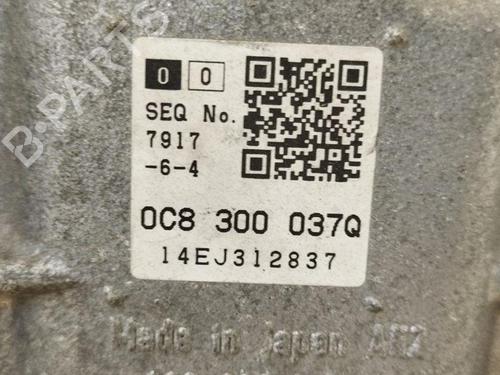 0 0
SEQ No.
7917
-6-4
0C8 300 037Q
14EJ312837
Made in Japan
B-PARTS